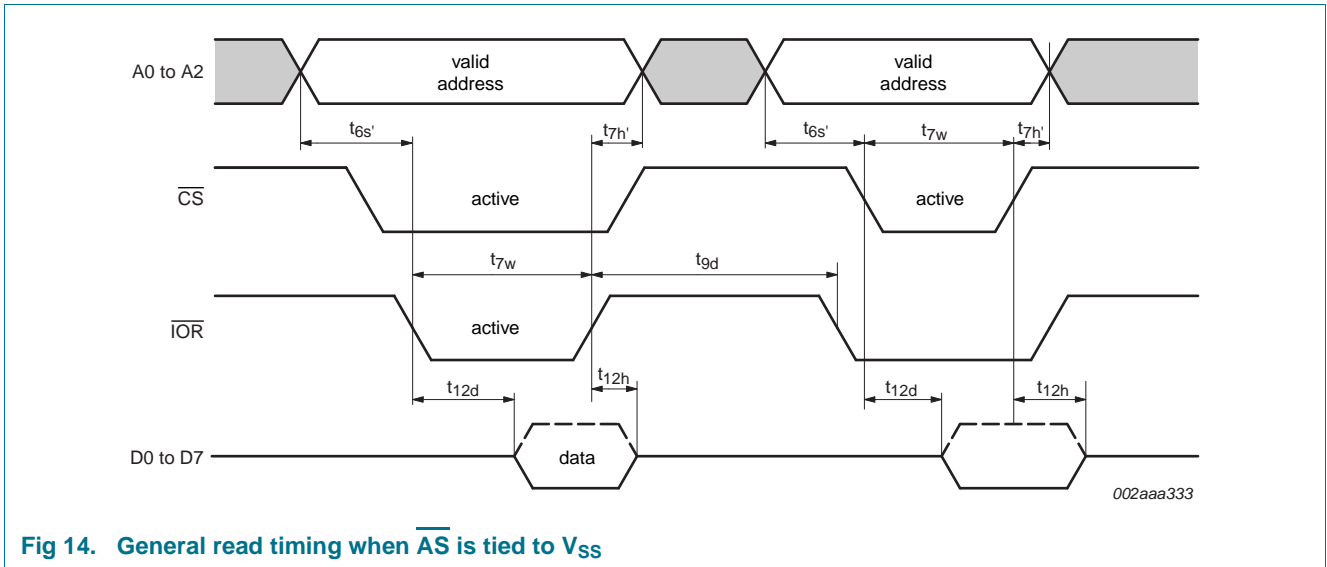 A0 to A2
valid
address
valid
address
t6s'
t7h'
t6s'
t7w
t7h'
CS
active
active
t7w
t9d
IOR
active
t12d
t12h
t12d
t12h
D0 to D7
data
002aaa333
Fig 14. General read timing when AS is tied to VSS